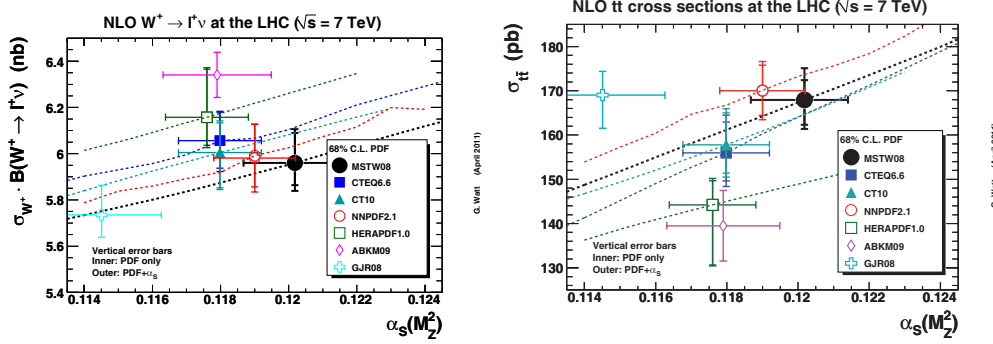 NLO W⁺ → l⁺ν at the LHC (√s = 7 TeV)
σ_W⁺ · B(W⁺ → l⁺ν) (nb)
6.4
6.2
6
5.8
5.6
5.4
68% C.L. PDF
MSTW08
CTEQ6.6
CT10
NNPDF2.1
HERAPDF1.0
ABKM09
GJR08
Vertical error bars
Inner: PDF only
Outer: PDF+α_S
0.114 0.116 0.118 0.12 0.122 0.124
α_S(M_Z²)
G. Watt (April 2011)
NLO tt cross sections at the LHC (√s = 7 TeV)
σ_tt̄ (pb)
180
170
160
150
140
130
68% C.L. PDF
MSTW08
CTEQ6.6
CT10
NNPDF2.1
HERAPDF1.0
ABKM09
GJR08
Vertical error bars
Inner: PDF only
Outer: PDF+α_S
0.114 0.116 0.118 0.12 0.122 0.124
α_S(M_Z²)